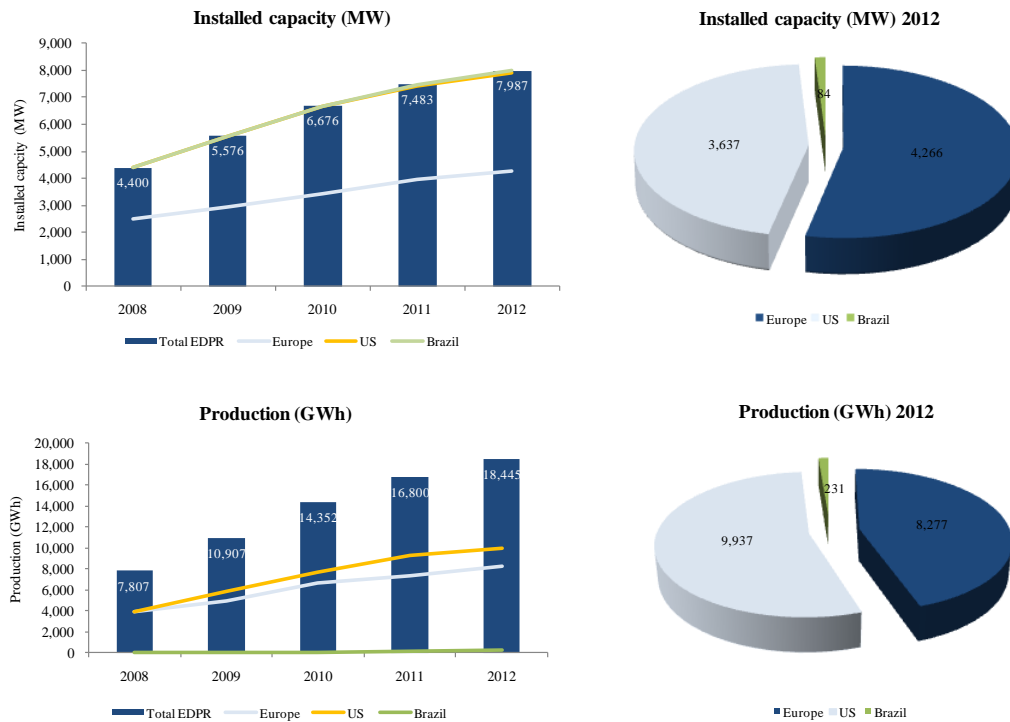 Installed capacity (MW)
9,000
8,000
7,000
6,000
5,000
4,000
3,000
2,000
1,000
0
Installed capcity (MW)
4,400
5,576
6,676
7,483
7,987
2008
2009
2010
2011
2012
Total EDPR
Europe
US
Brazil
Installed capacity (MW) 2012
84
3,637
4,266
Europe
US
Brazil
Production (GWh)
20,000
18,000
16,000
14,000
12,000
10,000
8,000
6,000
4,000
2,000
0
Production (GWh)
7,807
10,907
14,352
16,800
18,445
2008
2009
2010
2011
2012
Total EDPR
Europe
US
Brazil
Production (GWh) 2012
231
9,937
8,277
Europe
US
Brazil